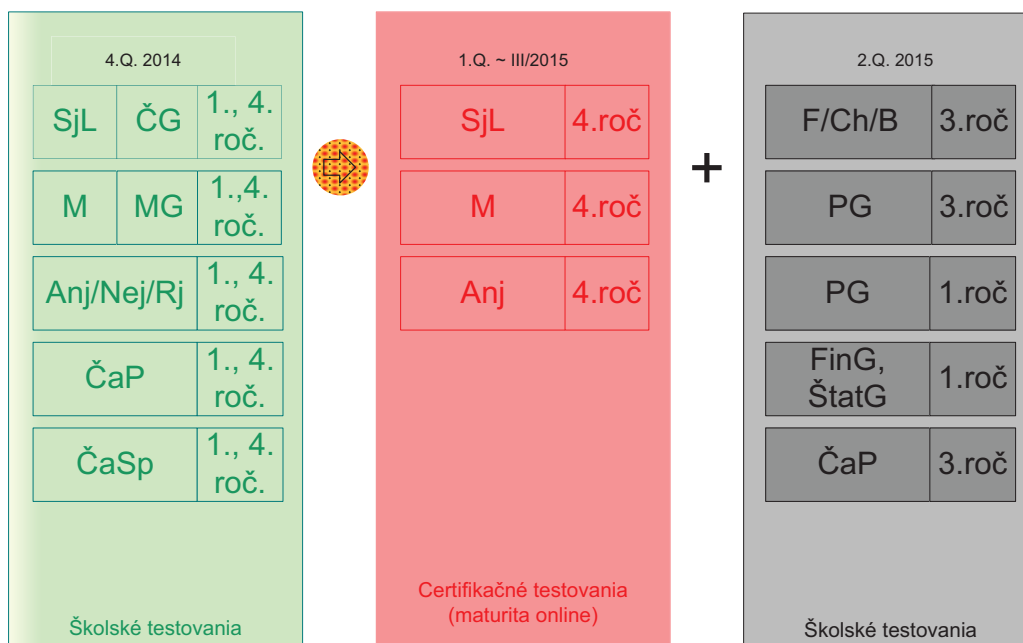 4.Q. 2014
SjL
ČG
1., 4.
roč.
M
MG
1.,4.
roč.
Anj/Nej/Rj
1., 4.
roč.
ČaP
1., 4.
roč.
ČaSp
1., 4.
roč.
Školské testovania
1.Q. ~ III/2015
SjL
4.roč
M
4.roč
Anj
4.roč
Certifikačné testovania
(maturita online)
+
2.Q. 2015
F/Ch/B
3.roč
PG
3.roč
PG
1.roč
FinG,
ŠtatG
1.roč
ČaP
3.roč
Školské testovania